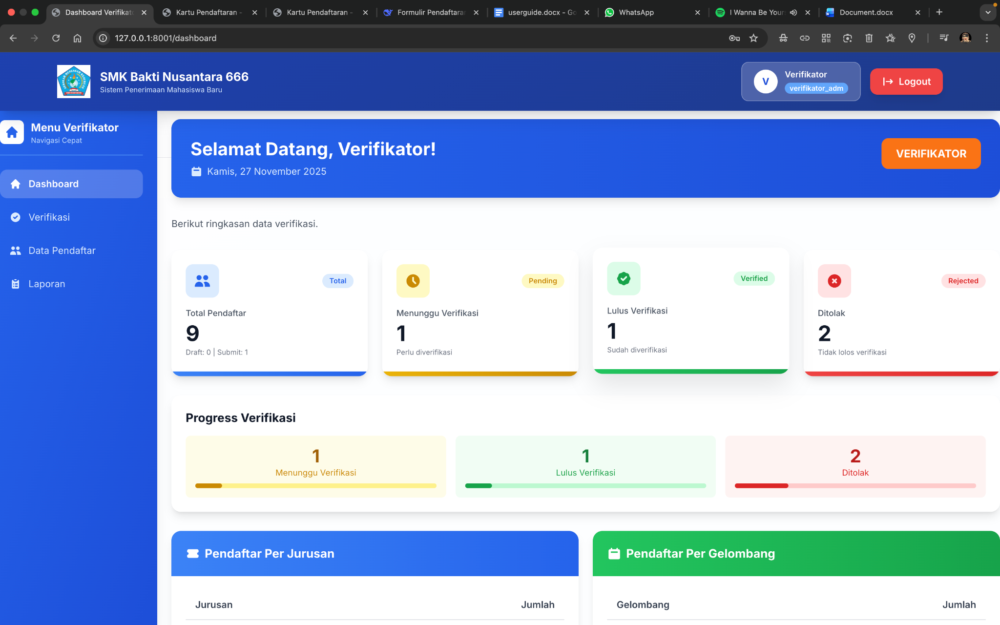 Dashboard Verifikato
Kartu Pendaftaran -
Kartu Pendaftaran -
Formulir Pendaftaran
userguide.docx - Go
WhatsApp
I Wanna Be Yours
Document.docx
127.0.0.1:8001/dashboard
SMK Bakti Nusantara 666
Sistem Penerimaan Mahasiswa Baru
V
Verifikator
verifikator_adm
Logout
Menu Verifikator
Navigasi Cepat
Dashboard
Verifikasi
Data Pendaftar
Laporan
Selamat Datang, Verifikator!
Kamis, 27 November 2025
VERIFIKATOR
Berikut ringkasan data verifikasi.
Total
Total Pendaftar
9
Draft: 0 | Submit: 1
Pending
Menunggu Verifikasi
1
Perlu diverifikasi
Verified
Lulus Verifikasi
1
Sudah diverifikasi
Rejected
Ditolak
2
Tidak lolos verifikasi
Progress Verifikasi
1
Menunggu Verifikasi
1
Lulus Verifikasi
2
Ditolak
Pendaftar Per Jurusan
Jurusan Jumlah
Pendaftar Per Gelombang
Gelombang Jumlah